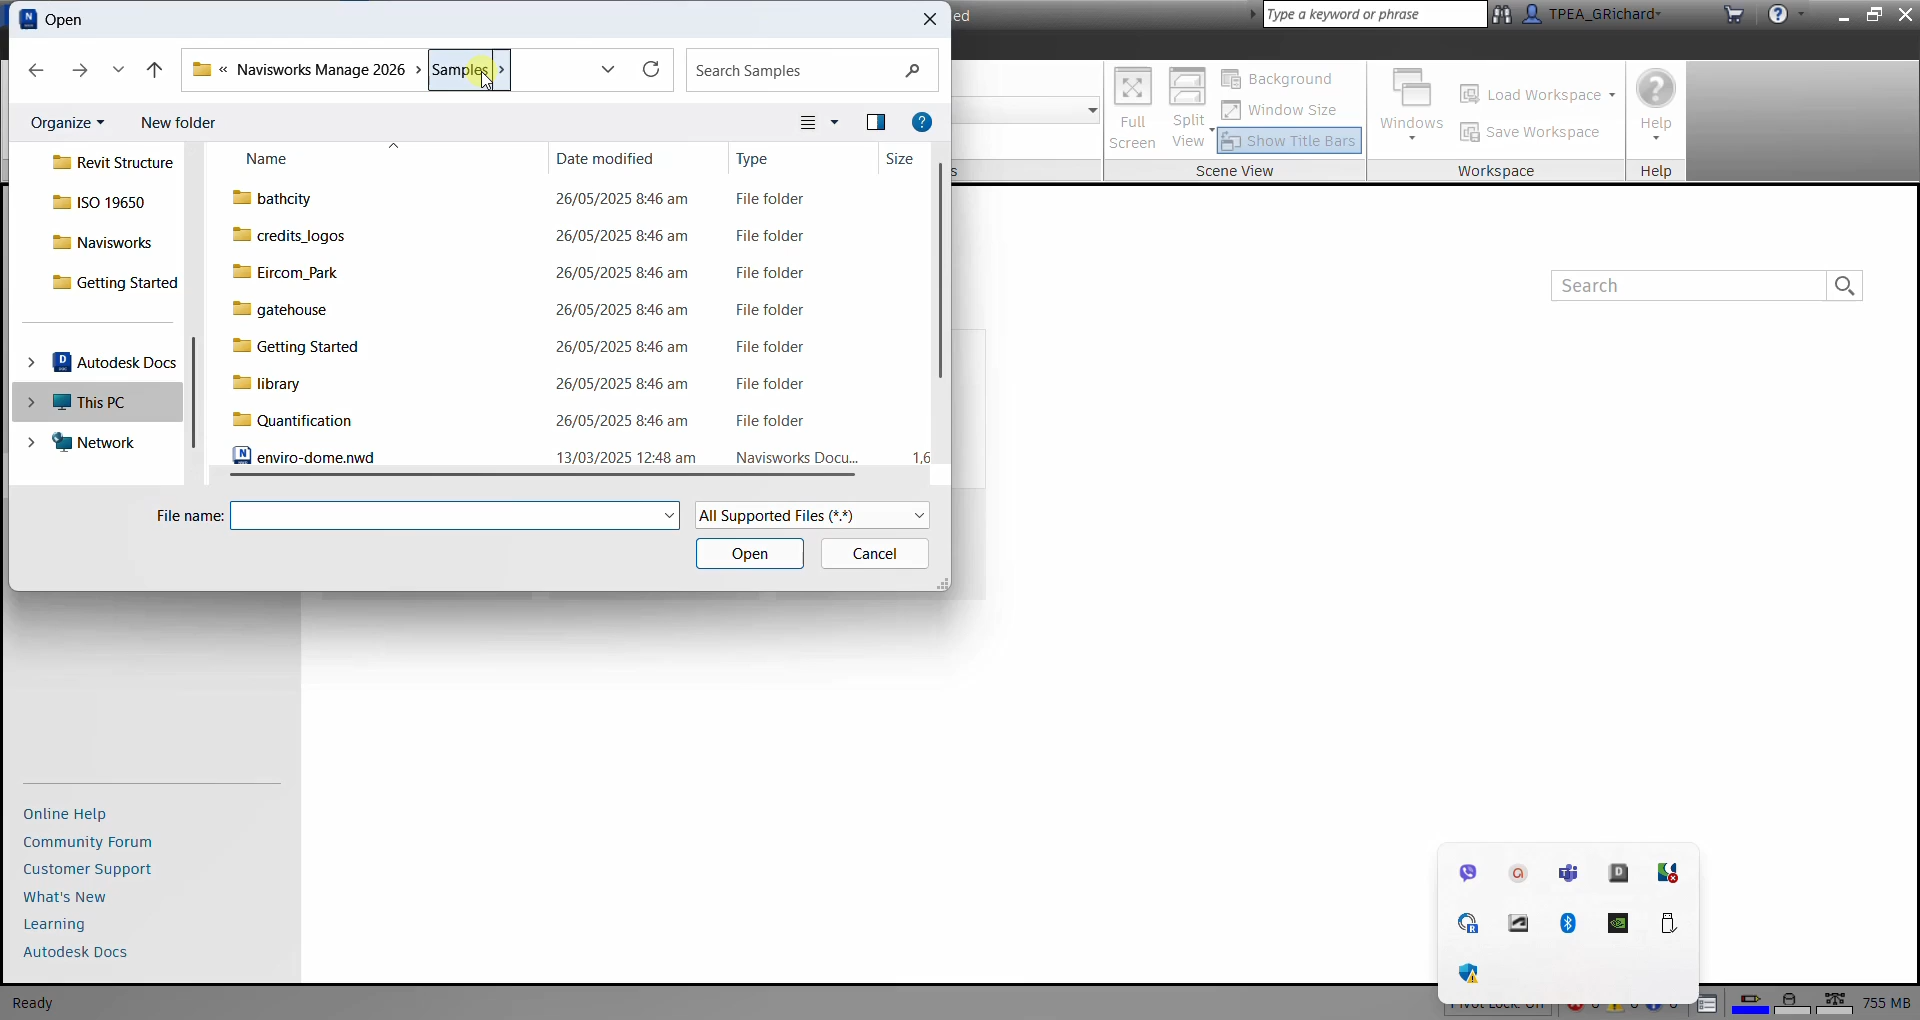 Open
ed
Type a keyword or phrase
TPEA_GRichard
« Navisworks Manage 2026 › Samples ›
Search Samples
Organize
New folder
Background
Window Size
Show Title Bars
Full
Screen
Split
View
Windows
Load Workspace
Save Workspace
Help
s
Scene View
Workspace
Help
Revit Structure
ISO 19650
Navisworks
Getting Started
Autodesk Docs
This PC
Network
Name Date modified Type Size
bathcity 26/05/2025 8:46 am File folder
credits_logos 26/05/2025 8:46 am File folder
Eircom_Park 26/05/2025 8:46 am File folder
gatehouse 26/05/2025 8:46 am File folder
Getting Started 26/05/2025 8:46 am File folder
library 26/05/2025 8:46 am File folder
Quantification 26/05/2025 8:46 am File folder
enviro-dome.nwd 13/03/2025 12:48 am Navisworks Docu... 1,6
File name:
All Supported Files (*.*)
Open
Cancel
Search
Online Help
Community Forum
Customer Support
What's New
Learning
Autodesk Docs
Ready
755 MB